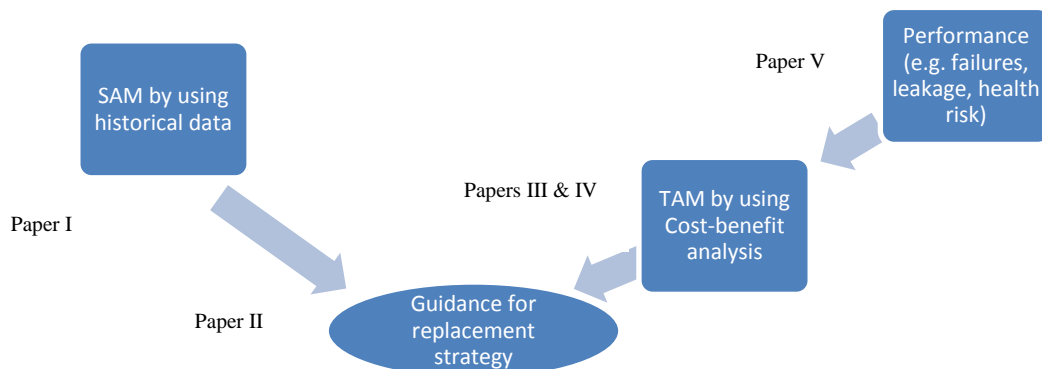 Performance
(e.g. failures,
leakage, health
risk)
Paper V
SAM by using
historical data
Papers III & IV
TAM by using
Cost-benefit
analysis
Paper I
Paper II
Guidance for
replacement
strategy